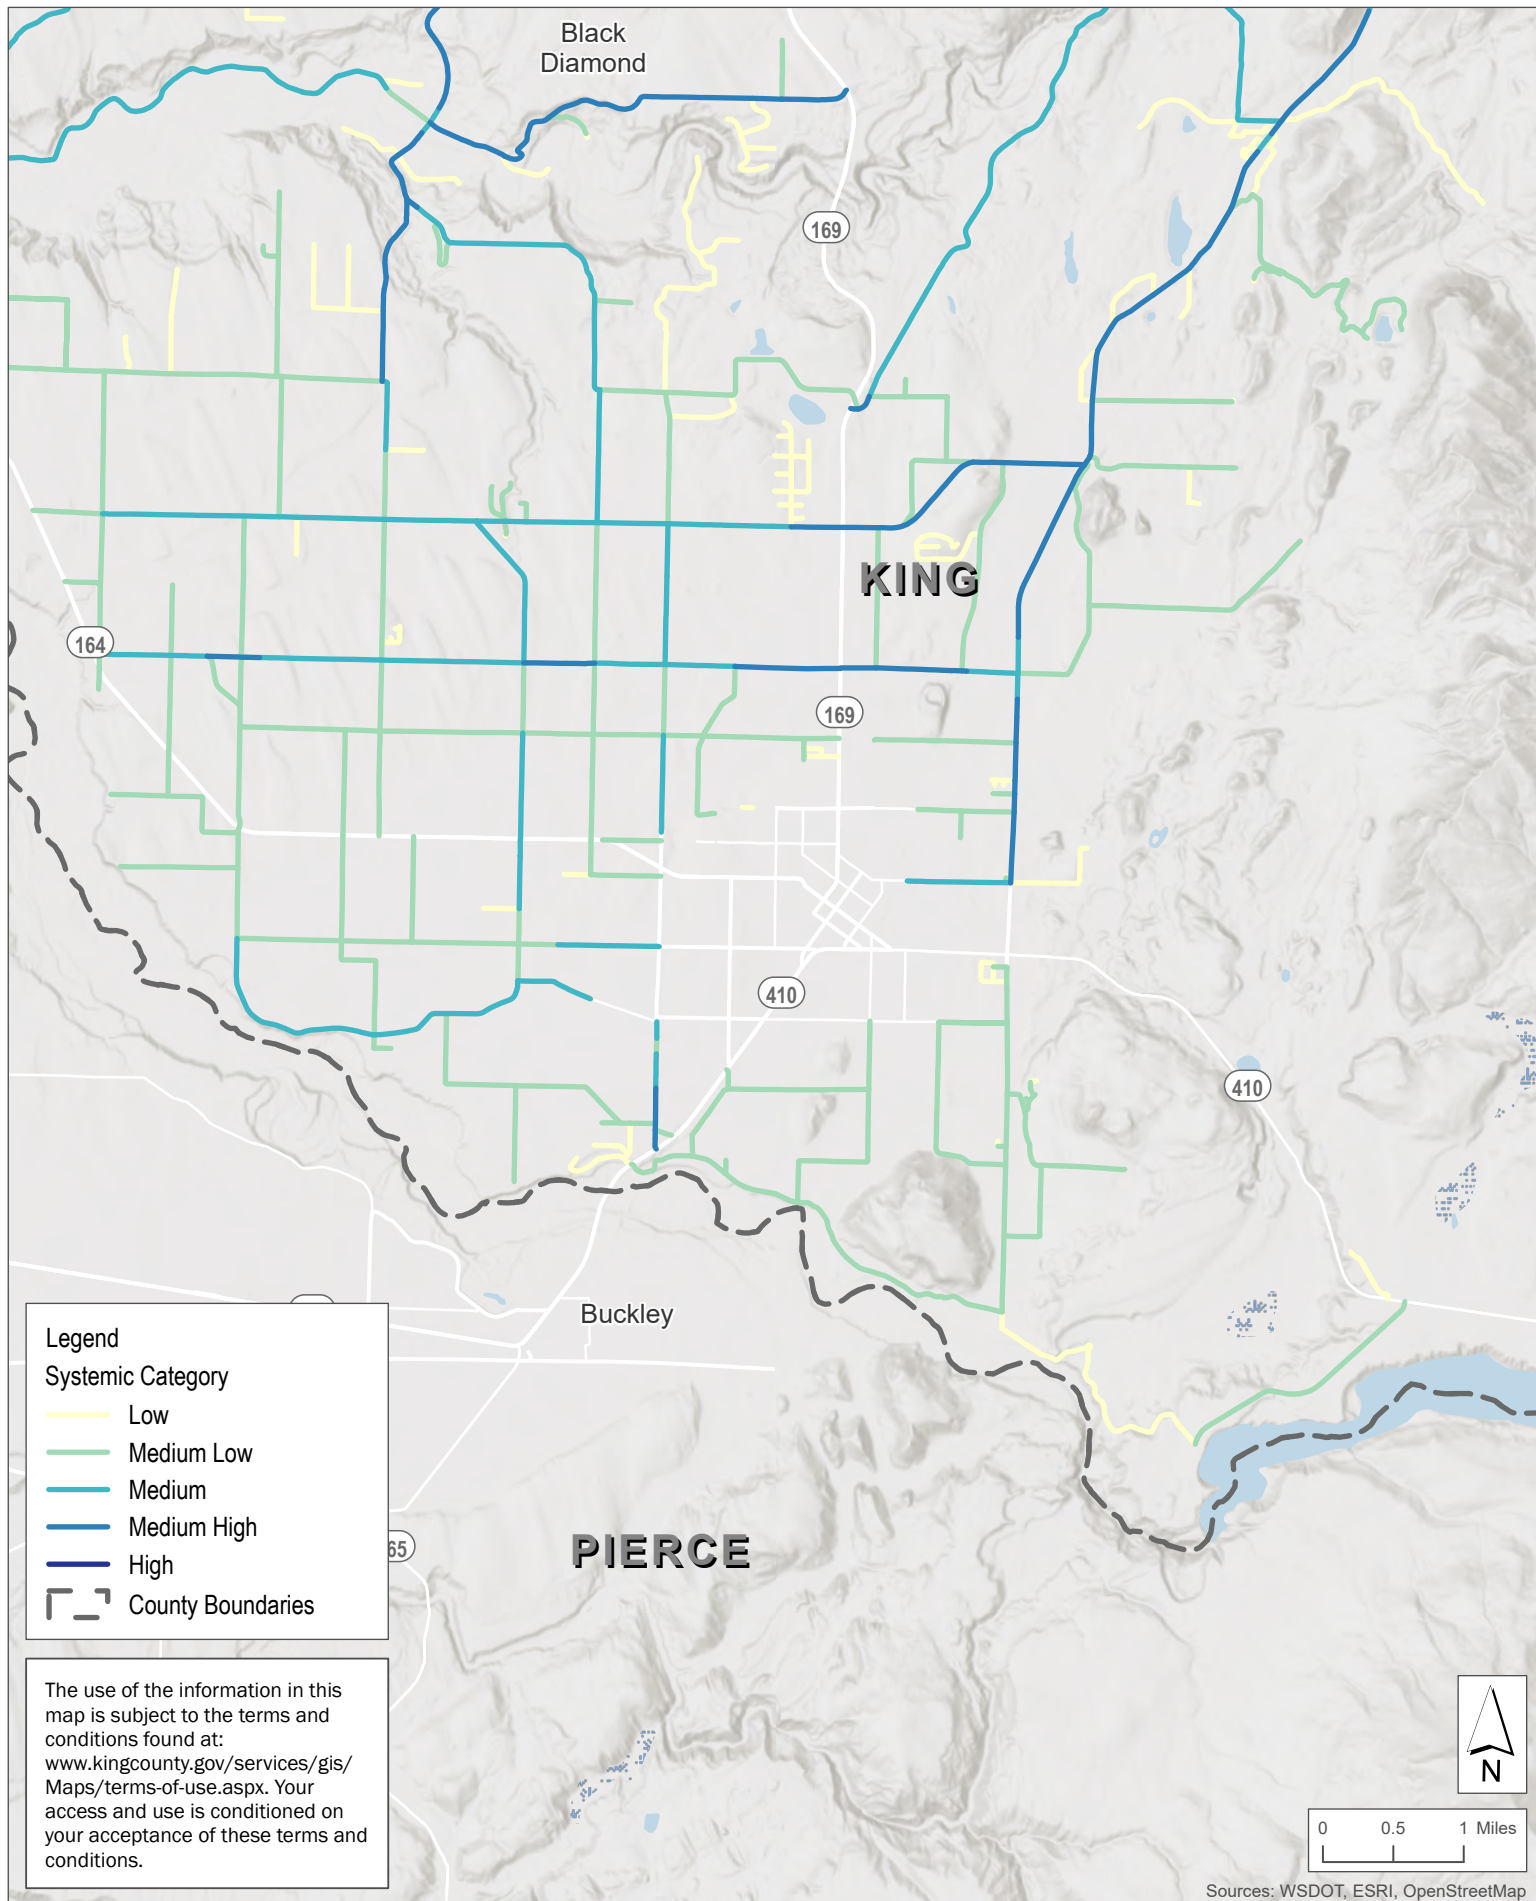 Black
Diamond
169
KING
164
169
410
410
Buckley
Legend
Systemic Category
Low
Medium Low
Medium
Medium High
High
County Boundaries
65
PIERCE
The use of the information in this
map is subject to the terms and
conditions found at:
www.kingcounty.gov/services/gis/
Maps/terms-of-use.aspx. Your
access and use is conditioned on
your acceptance of these terms and
conditions.
N
0 0.5 1 Miles
Sources: WSDOT, ESRI, OpenStreetMap